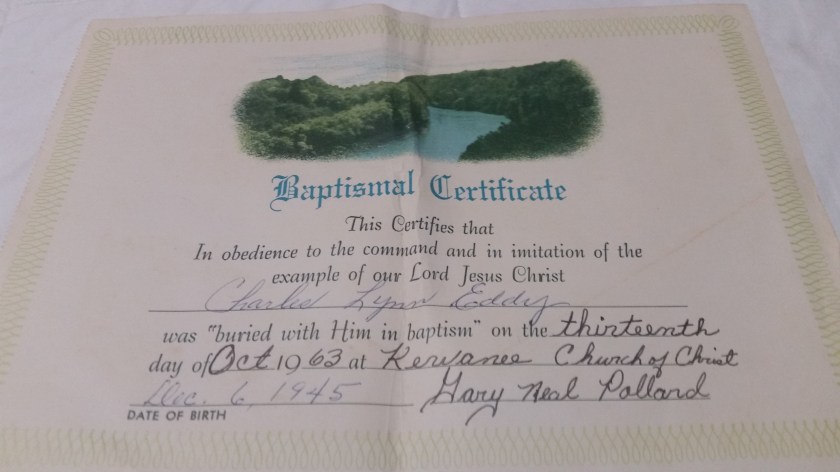 Baptismal Certificate
This Certifies that
In obedience to the command and in imitation of the
example of our Lord Jesus Christ
Charlie Lynn Eddy
was "buried with Him in baptism" on the thirteenth
day of Oct 1963 at Kewanee Church of Christ
Dec. 6, 1945 Gary Neal Pollard
DATE OF BIRTH